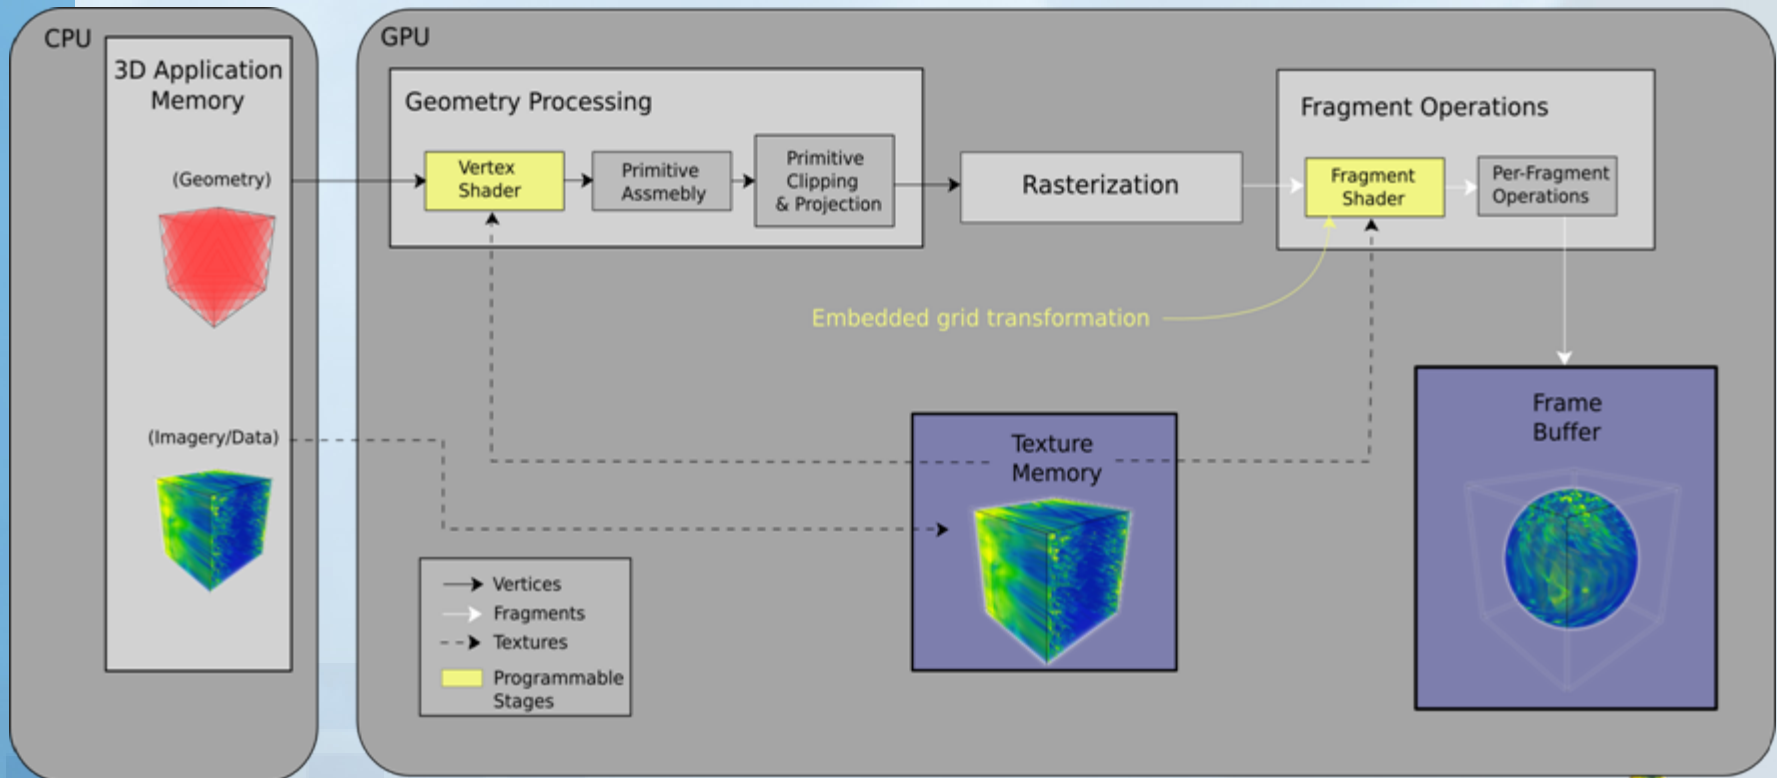 CPU
3D Application
Memory
(Geometry)
(Imagery/Data)
GPU
Geometry Processing
Vertex
Shader
Primitive
Assmebly
Primitive
Clipping
& Projection
Rasterization
Fragment Operations
Fragment
Shader
Per-Fragment
Operations
Embedded grid transformation
Texture
Memory
Frame
Buffer
Vertices
Fragments
Textures
Programmable
Stages